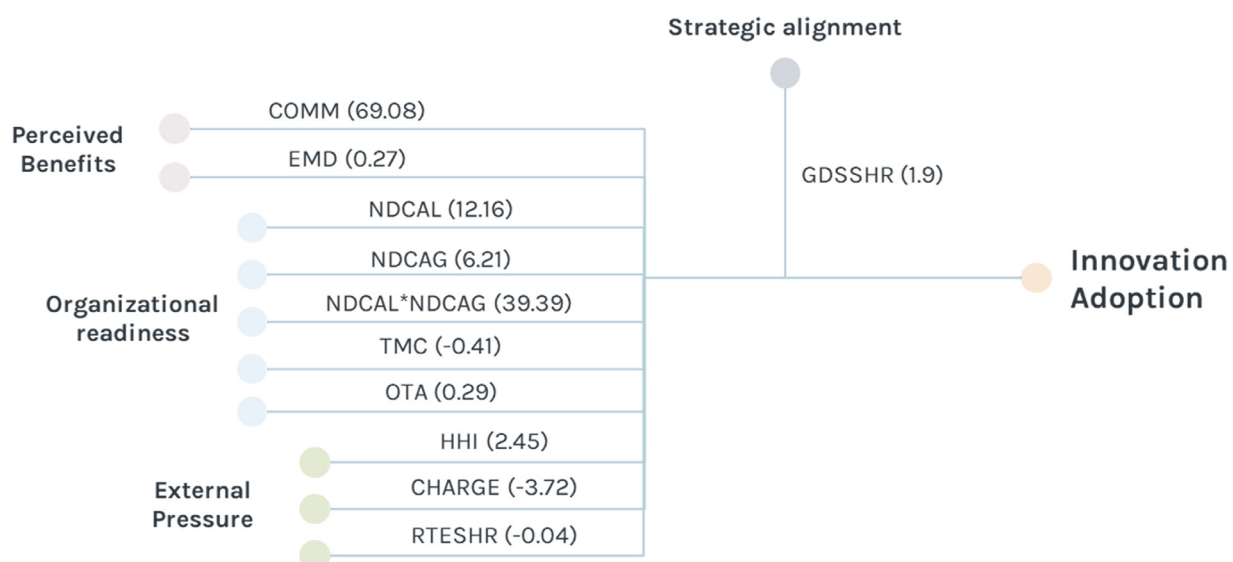 Strategic alignment
COMM (69.08)
Perceived
Benefits
EMD (0.27)
GDSSHR (1.9)
NDCAL (12.16)
NDCAG (6.21)
Organizational
readiness
NDCAL*NDCAG (39.39)
TMC (-0.41)
OTA (0.29)
Innovation
Adoption
HHI (2.45)
External
Pressure
CHARGE (-3.72)
RTESHR (-0.04)